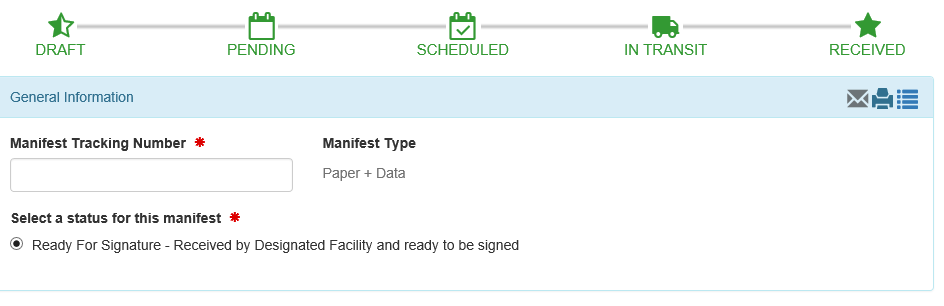 DRAFT PENDING SCHEDULED IN TRANSIT RECEIVED
General Information
Manifest Tracking Number Manifest Type
Paper + Data
Select a status for this manifest
Ready For Signature - Received by Designated Facility and ready to be signed